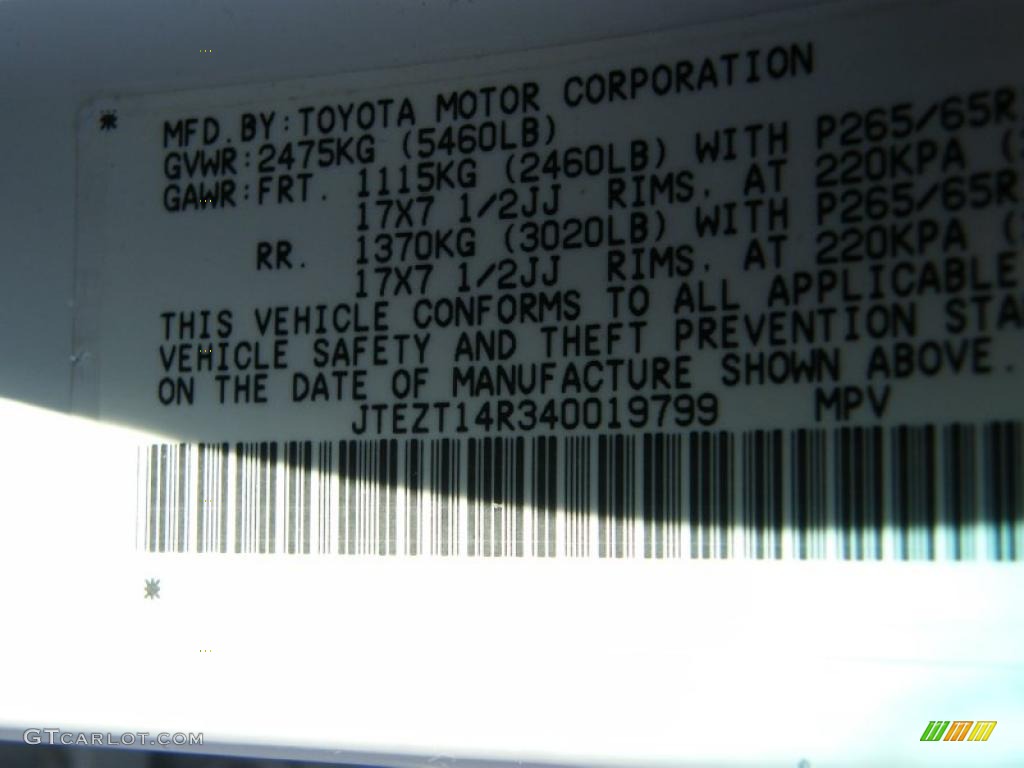 MFD.BY:TOYOTA MOTOR CORPORATION
GVWR:2475KG (5460LB)
GAWR:FRT. 1115KG (2460LB) WITH P265/65R
17X7 1/2JJ RIMS, AT 220KPA (
RR. 1370KG (3020LB) WITH P265/65R
17X7 1/2JJ RIMS, AT 220KPA (
THIS VEHICLE CONFORMS TO ALL APPLICABLE
VEHICLE SAFETY AND THEFT PREVENTION STA
ON THE DATE OF MANUFACTURE SHOWN ABOVE.
JTEZT14R340019799 MPV
GTCARLOT.COM